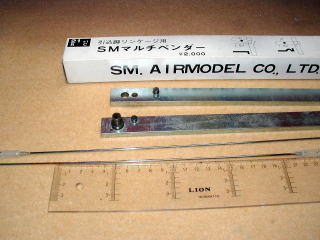 引込脚リンケージ用
SMマルチベンダー
¥2,000
SM. AIRMODEL CO., LTD.
LION